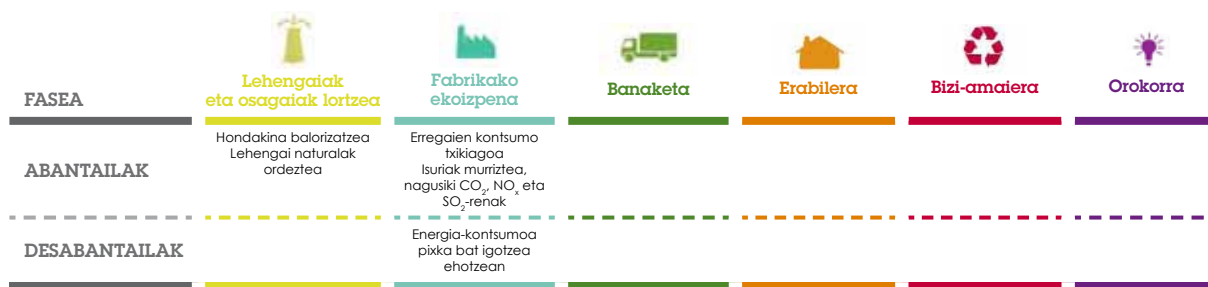 FASEA
Lehengaiak
eta osagaiak lortzea
Fabrikako
ekoizpena
Banaketa
Erabilera
Bizi-amaiera
Orokorra
ABANTAILAK
Hondakina balorizatzea
Lehengai naturalak
ordeztea
Erregaien kontsumo
txikiagoa
Isuriak murriztea,
nagusiki CO₂, NOₓ eta
SO₂-renak
DESABANTAILAK
Energia-kontsumoa
pixka bat igotzea
ehotzean